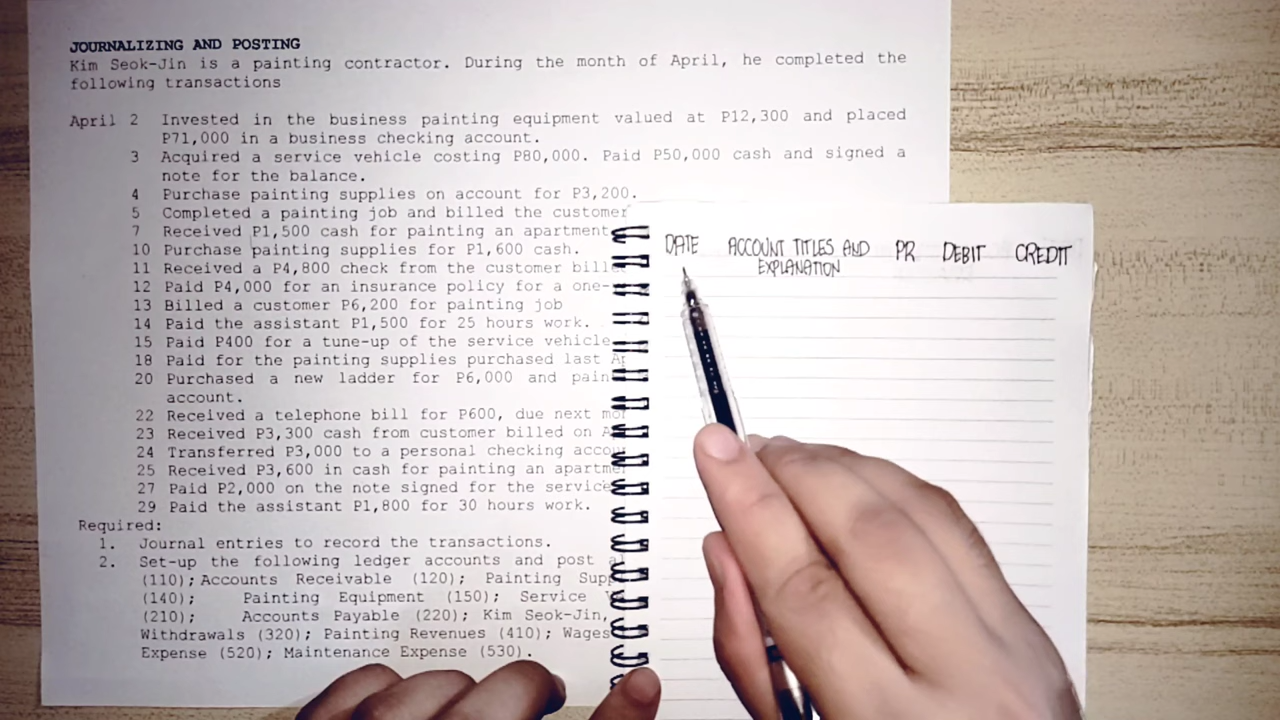 JOURNALIZING AND POSTING
Kim Seok-Jin is a painting contractor. During the month of April, he completed the
following transactions
April 2 Invested in the business painting equipment valued at P12,300 and placed
P71,000 in a business checking account.
3 Acquired a service vehicle costing P80,000. Paid P50,000 cash and signed a
note for the balance.
4 Purchase painting supplies on account for P3,200.
5 Completed a painting job and billed the customer
7 Received P1,500 cash for painting an apartment
10 Purchase painting supplies for P1,600 cash.
11 Received a P4,800 check from the customer
12 Paid P4,000 for an insurance policy for a one-
13 Billed a customer P6,200 for painting job
14 Paid the assistant P1,500 for 25 hours work.
15 Paid P400 for a tune-up of the service vehicle
18 Paid for the painting supplies purchased last
20 Purchased a new ladder for P6,000 and
account.
22 Received a telephone bill for P600, due next
23 Received P3,300 cash from customer billed on
24 Transferred P3,000 to a personal checking
25 Received P3,600 in cash for painting an
27 Paid P2,000 on the note signed for the service
29 Paid the assistant P1,800 for 30 hours work.
Required:
1. Journal entries to record the transactions.
2. Set-up the following ledger accounts and post
(110); Accounts Receivable (120); Painting
(140); Painting Equipment (150); Service
(210); Accounts Payable (220); Kim Seok-Jin,
Withdrawals (320); Painting Revenues (410); Wages
Expense (520); Maintenance Expense (530).
DATE ACCOUNT TITLES AND PR DEBIT CREDIT
EXPLANATION